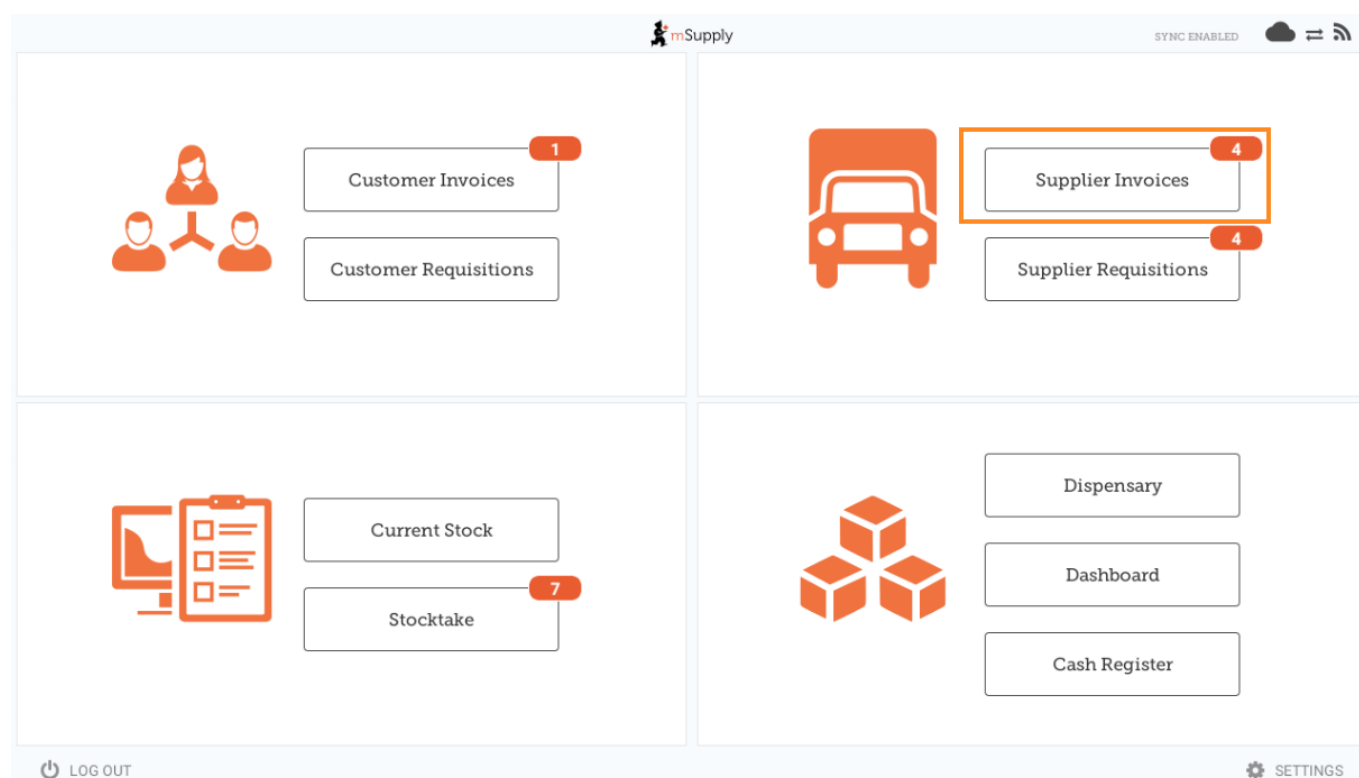 mSupply
SYNC ENABLED
1
Customer Invoices
Customer Requisitions
4
Supplier Invoices
4
Supplier Requisitions
Current Stock
7
Stocktake
Dispensary
Dashboard
Cash Register
LOG OUT
SETTINGS